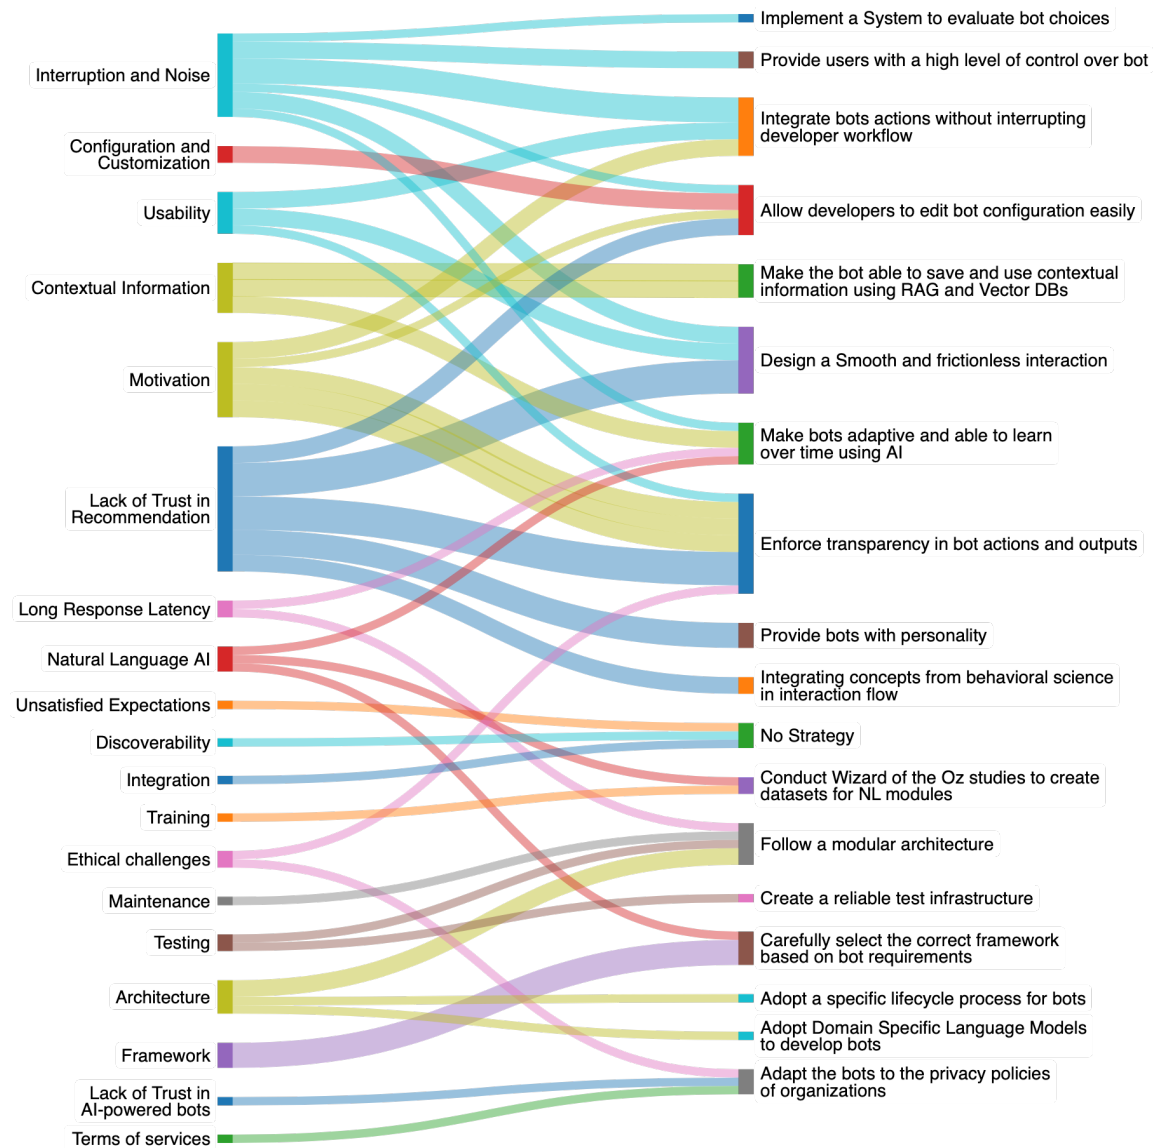 Interruption and Noise
Configuration and
Customization
Usability
Contextual Information
Motivation
Lack of Trust in
Recommendation
Long Response Latency
Natural Language AI
Unsatisfied Expectations
Discoverability
Integration
Training
Ethical challenges
Maintenance
Testing
Architecture
Framework
Lack of Trust in
AI-powered bots
Terms of services
Implement a System to evaluate bot choices
Provide users with a high level of control over bot
Integrate bots actions without interrupting
developer workflow
Allow developers to edit bot configuration easily
Make the bot able to save and use contextual
information using RAG and Vector DBs
Design a Smooth and frictionless interaction
Make bots adaptive and able to learn
over time using AI
Enforce transparency in bot actions and outputs
Provide bots with personality
Integrating concepts from behavioral science
in interaction flow
No Strategy
Conduct Wizard of the Oz studies to create
datasets for NL modules
Follow a modular architecture
Create a reliable test infrastructure
Carefully select the correct framework
based on bot requirements
Adopt a specific lifecycle process for bots
Adopt Domain Specific Language Models
to develop bots
Adapt the bots to the privacy policies
of organizations